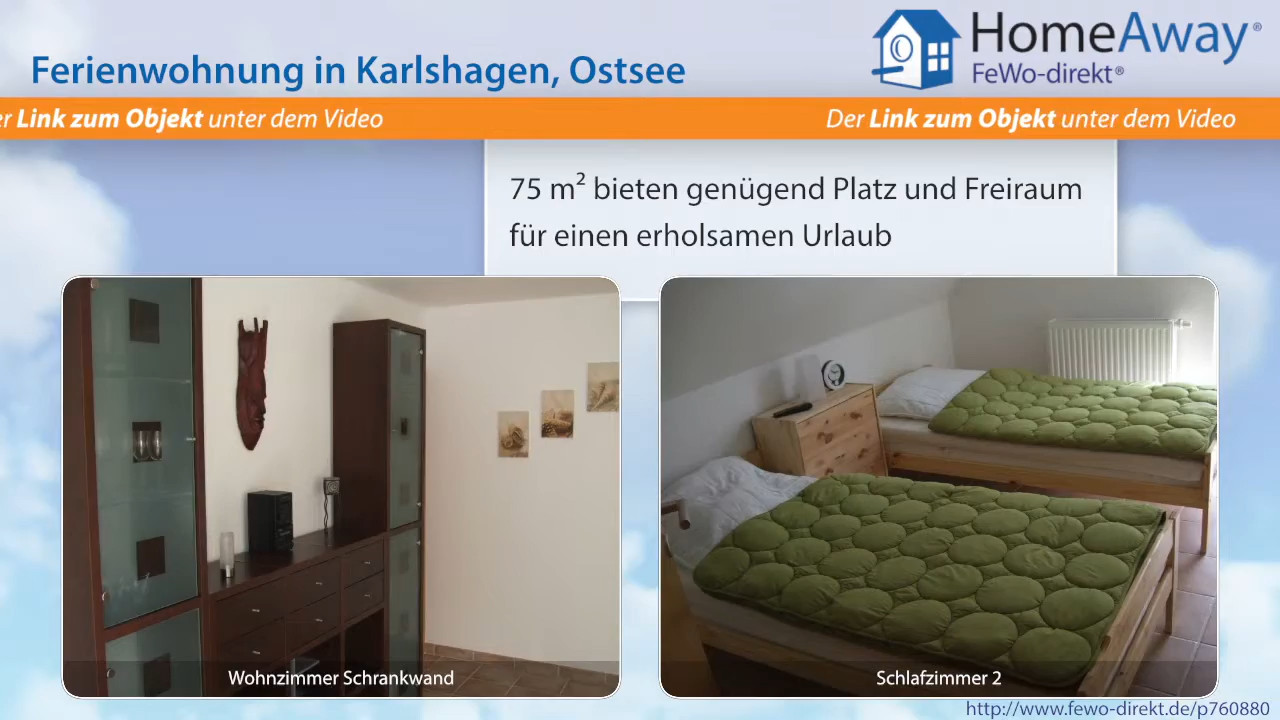 HomeAway®
FeWo-direkt®
Ferienwohnung in Karlshagen, Ostsee
er Link zum Objekt unter dem Video
Der Link zum Objekt unter dem Video
75 m² bieten genügend Platz und Freiraum
für einen erholsamen Urlaub
Wohnzimmer Schrankwand
Schlafzimmer 2
http://www.fewo-direkt.de/p760880